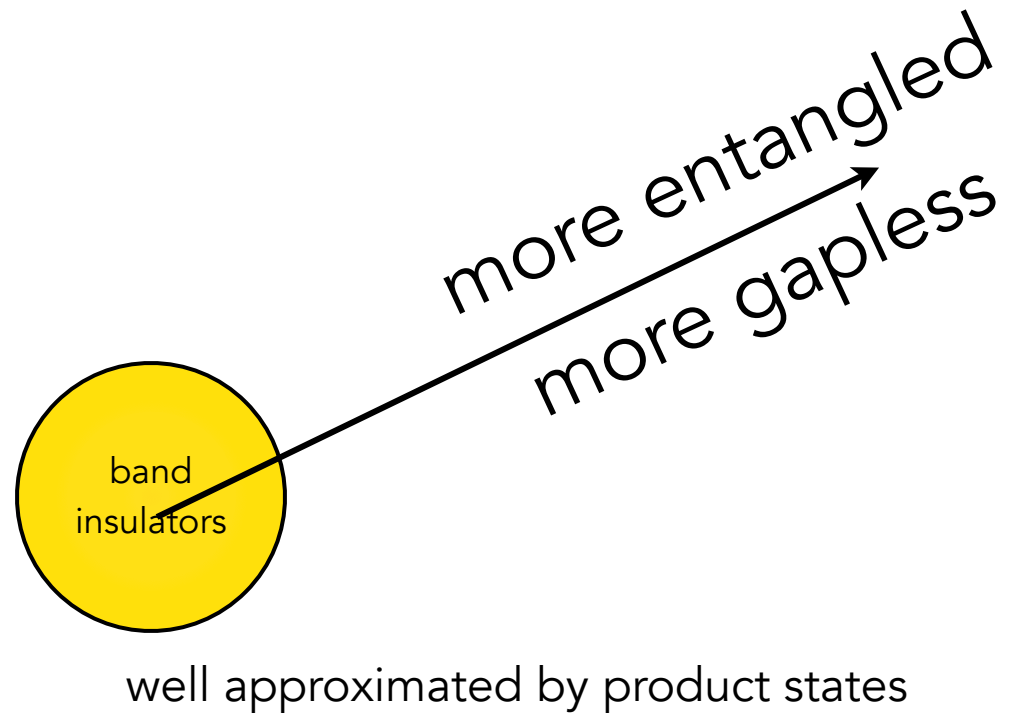 more entangled
more gapless
band
insulators
well approximated by product states